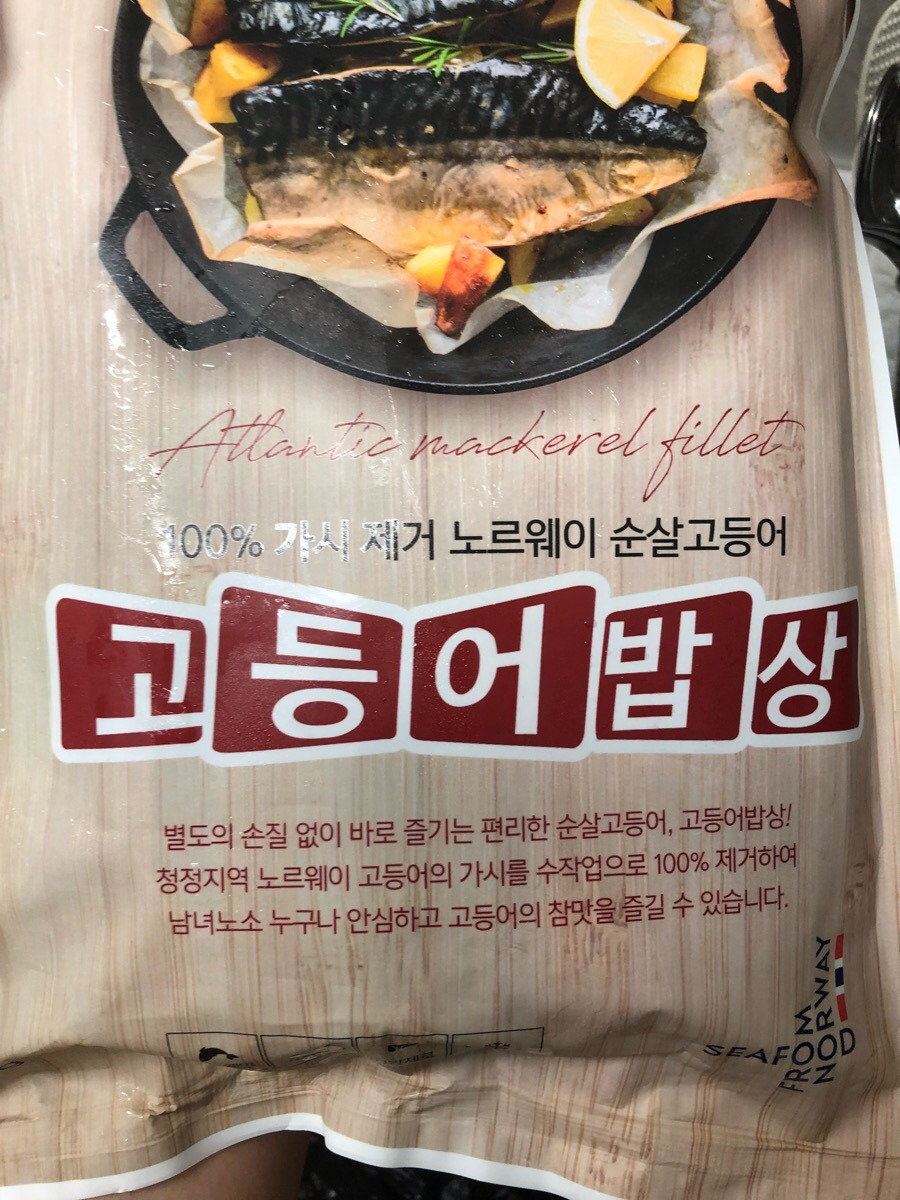 Atlantic mackerel fillet
100% 가시 제거 노르웨이 순살고등어
고등어밥상
별도의 손질 없이 바로 즐기는 편리한 순살고등어, 고등어밥상!
청정지역 노르웨이 고등어의 가시를 수작업으로 100% 제거하여
남녀노소 누구나 안심하고 고등어의 참맛을 즐길 수 있습니다.
SEAFOOD
FROM
NORWAY